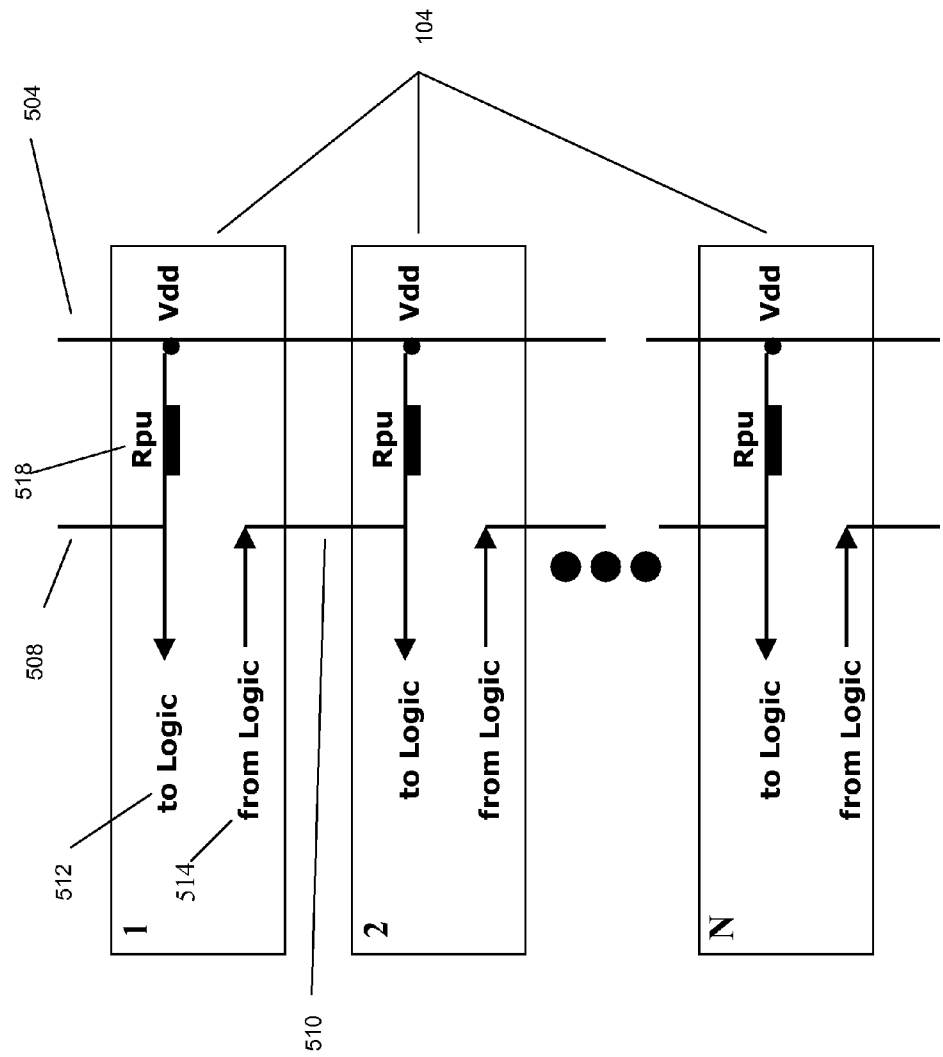 508
518
504
512
1
to Logic
Rpu
Vdd
514
from Logic
510
104
2
to Logic
Rpu
Vdd
from Logic
N
to Logic
Rpu
Vdd
from Logic